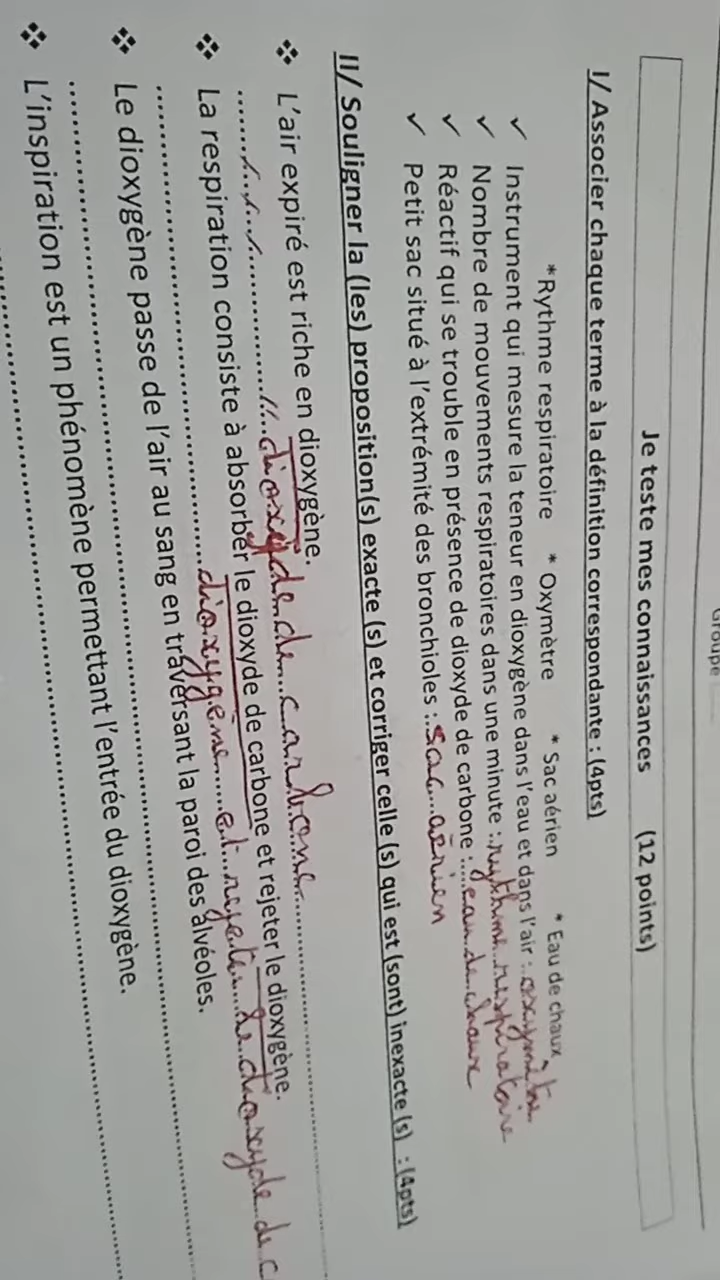 Groupe
Je teste mes connaissances (12 points)
I/ Associer chaque terme à la définition correspondante : (4pts)
*Rythme respiratoire * Oxymètre * Sac aérien * Eau de chaux
✓ Instrument qui mesure la teneur en dioxygène dans l'eau et dans l'air : oxymètre
✓ Nombre de mouvements respiratoires dans une minute : rythme respiratoire
✓ Réactif qui se trouble en présence de dioxyde de carbone : eau de chaux
✓ Petit sac situé à l'extrémité des bronchioles : sac aérien
II/ Souligner la (les) proposition(s) exacte (s) et corriger celle (s) qui est (sont) inexacte (s) : (4pts)
❖ L'air expiré est riche en dioxygène.
dioxyde de carbone
❖ La respiration consiste à absorber le dioxyde de carbone et rejeter le dioxygène.
dioxygène et rejeter le dioxyde de c
❖ Le dioxygène passe de l'air au sang en traversant la paroi des alvéoles.
❖ L'inspiration est un phénomène permettant l'entrée du dioxygène.